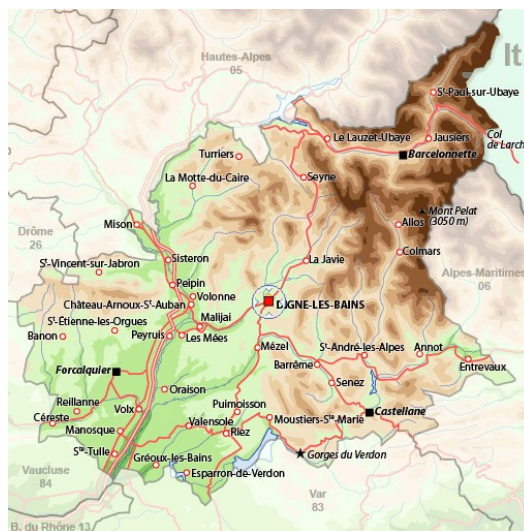 Hautes-Alpes
05
It
St-Paul-sur-Ubaye
Col
de Larch
Le Lauzet-Ubaye
Jausiers
Barcelonnette
Turriers
La Motte-du-Caire
Seyne
Mison
Allos
Mont Pelat
(3050 m)
Drôme
26
Colmars
Sisteron
La Javie
St-Vincent-sur-Jabron
Alpes-Maritimes
06
Peipin
Volonne
Château-Arnoux-St-Auban
DIGNE-LES-BAINS
St-Étienne-les-Orgues
Malijai
Banon
Peyruis
Les Mées
Mézel
St-André-les-Alpes
Annot
Barrême
Entrevaux
Forcalquier
Senez
Oraison
Reillanne
Volx
Puimoisson
Castellane
Céreste
Valensole
Moustiers-Ste-Marie
Manosque
Riez
Ste-Tulle
Gorges du Verdon
Gréoux-les-Bains
Vaucluse
84
Esparron-de-Verdon
Var
83
B. du Rhône 13